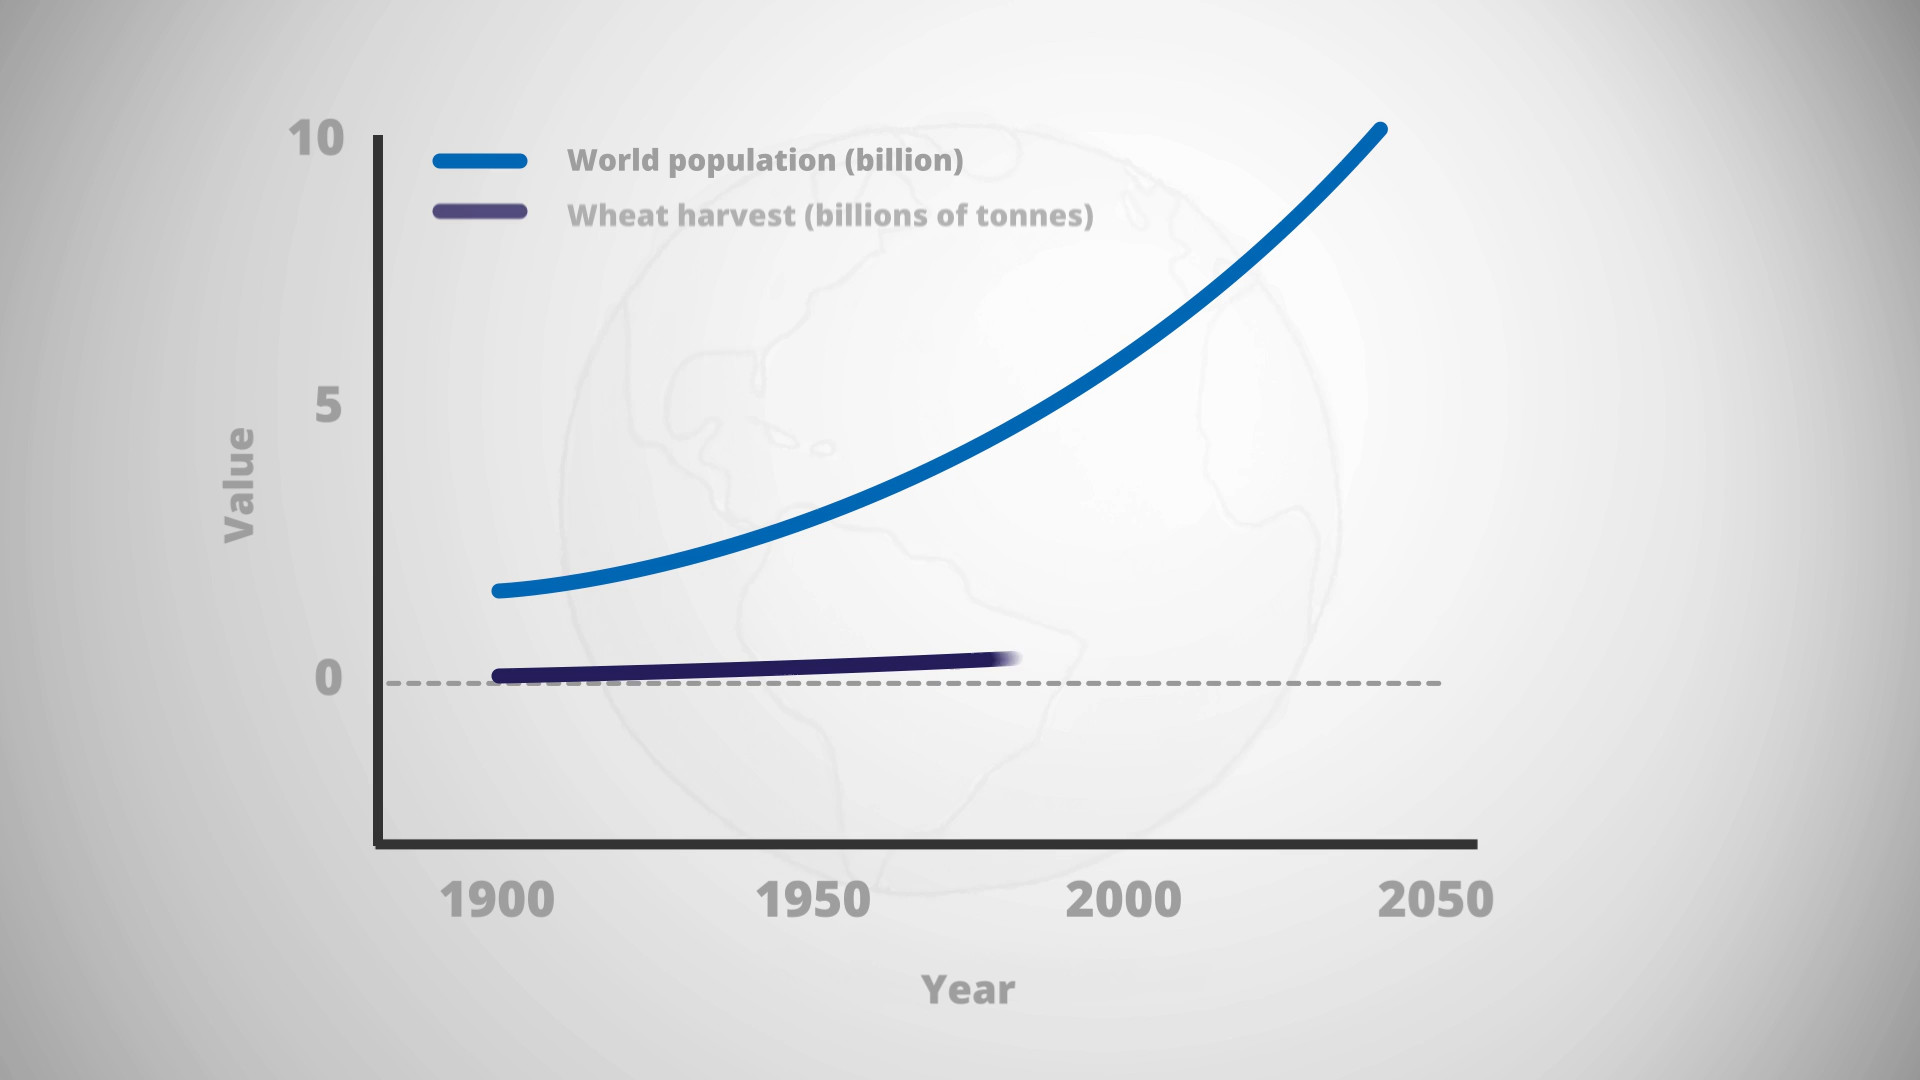 10
World population (billion)
Wheat harvest (billions of tonnes)
5
Value
0
1900 1950 2000 2050
Year